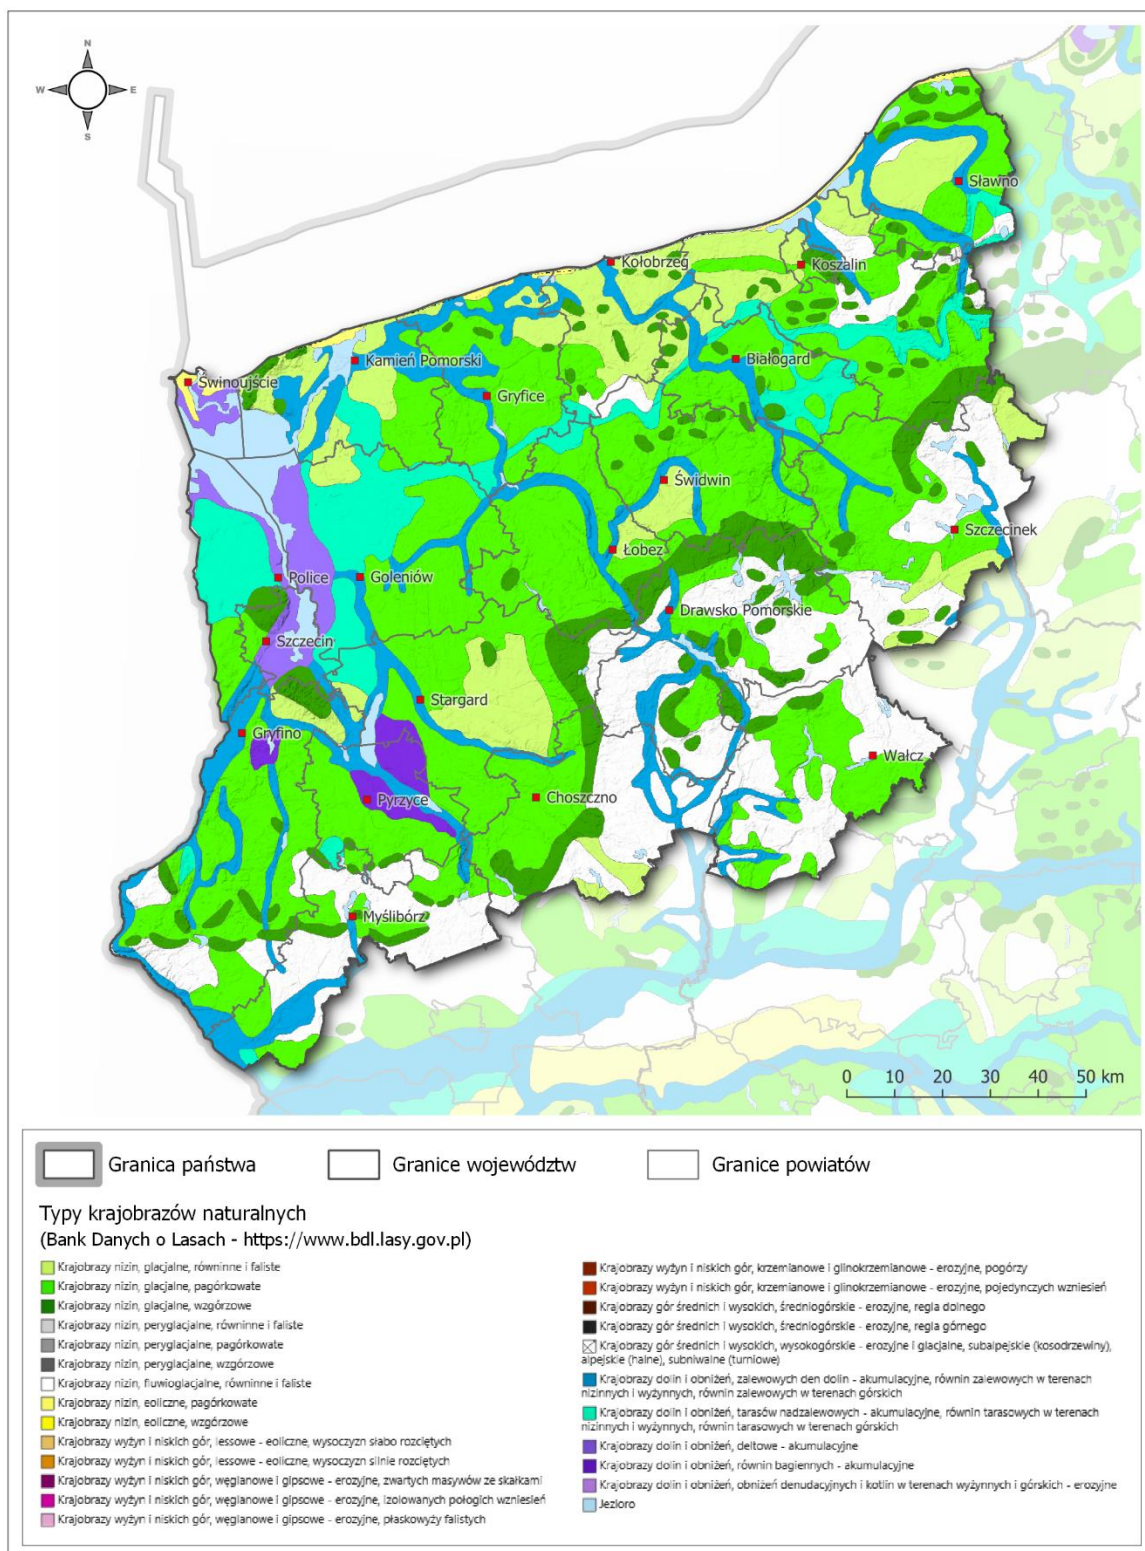 N
W E
S
Sławno
Kołobrzeg
Koszalin
Kamień Pomorski
Białogard
Świnoujście
Gryfice
Świdwin
Szczecinek
Łobez
Police
Goleniów
Drawsko Pomorskie
Szczecin
Stargard
Gryfino
Wałcz
Pyrzyce
Choszczno
Myślibórz
0 10 20 30 40 50 km
Granica państwa
Granice województw
Granice powiatów
Typy krajobrazów naturalnych
(Bank Danych o Lasach - https://www.bdl.lasy.gov.pl)
Krajobrazy nizin, glacjalne, równinne i faliste
Krajobrazy nizin, glacjalne, pagórkowate
Krajobrazy nizin, glacjalne, wzgórzowe
Krajobrazy nizin, peryglacjalne, równinne i faliste
Krajobrazy nizin, peryglacjalne, pagórkowate
Krajobrazy nizin, peryglacjalne, wzgórzowe
Krajobrazy nizin, fluwioglacjalne, równinne i faliste
Krajobrazy nizin, eoliczne, pagórkowate
Krajobrazy nizin, eoliczne, wzgórzowe
Krajobrazy wyżyn i niskich gór, lessowe - eoliczne, wysoczyzn słabo rozciętych
Krajobrazy wyżyn i niskich gór, lessowe - eoliczne, wysoczyzn silnie rozciętych
Krajobrazy wyżyn i niskich gór, węglanowe i gipsowe - erozyjne, zwartych masywów ze skałkami
Krajobrazy wyżyn i niskich gór, węglanowe i gipsowe - erozyjne, izolowanych połogich wzniesień
Krajobrazy wyżyn i niskich gór, węglanowe i gipsowe - erozyjne, płaskowyży falistych
Krajobrazy wyżyn i niskich gór, krzemianowe i glinokrzemianowe - erozyjne, pogórzy
Krajobrazy wyżyn i niskich gór, krzemianowe i glinokrzemianowe - erozyjne, pojedynczych wzniesień
Krajobrazy gór średnich i wysokich, średniogórskie - erozyjne, regla dolnego
Krajobrazy gór średnich i wysokich, średniogórskie - erozyjne, regla górnego
Krajobrazy gór średnich i wysokich, wysokogórskie - erozyjne i glacjalne, subalpejskie (kosodrzewiny),
alpejskie (halne), subniwalne (turniowe)
Krajobrazy dolin i obniżeń, zalewowych den dolin - akumulacyjne, równin zalewowych w terenach
nizinnych i wyżynnych, równin zalewowych w terenach górskich
Krajobrazy dolin i obniżeń, tarasów nadzalewowych - akumulacyjne, równin tarasowych w terenach
nizinnych i wyżynnych, równin tarasowych w terenach górskich
Krajobrazy dolin i obniżeń, deltowe - akumulacyjne
Krajobrazy dolin i obniżeń, równin bagiennych - akumulacyjne
Krajobrazy dolin i obniżeń, obniżeń denudacyjnych i kotlin w terenach wyżynnych i górskich - erozyjne
Jezioro